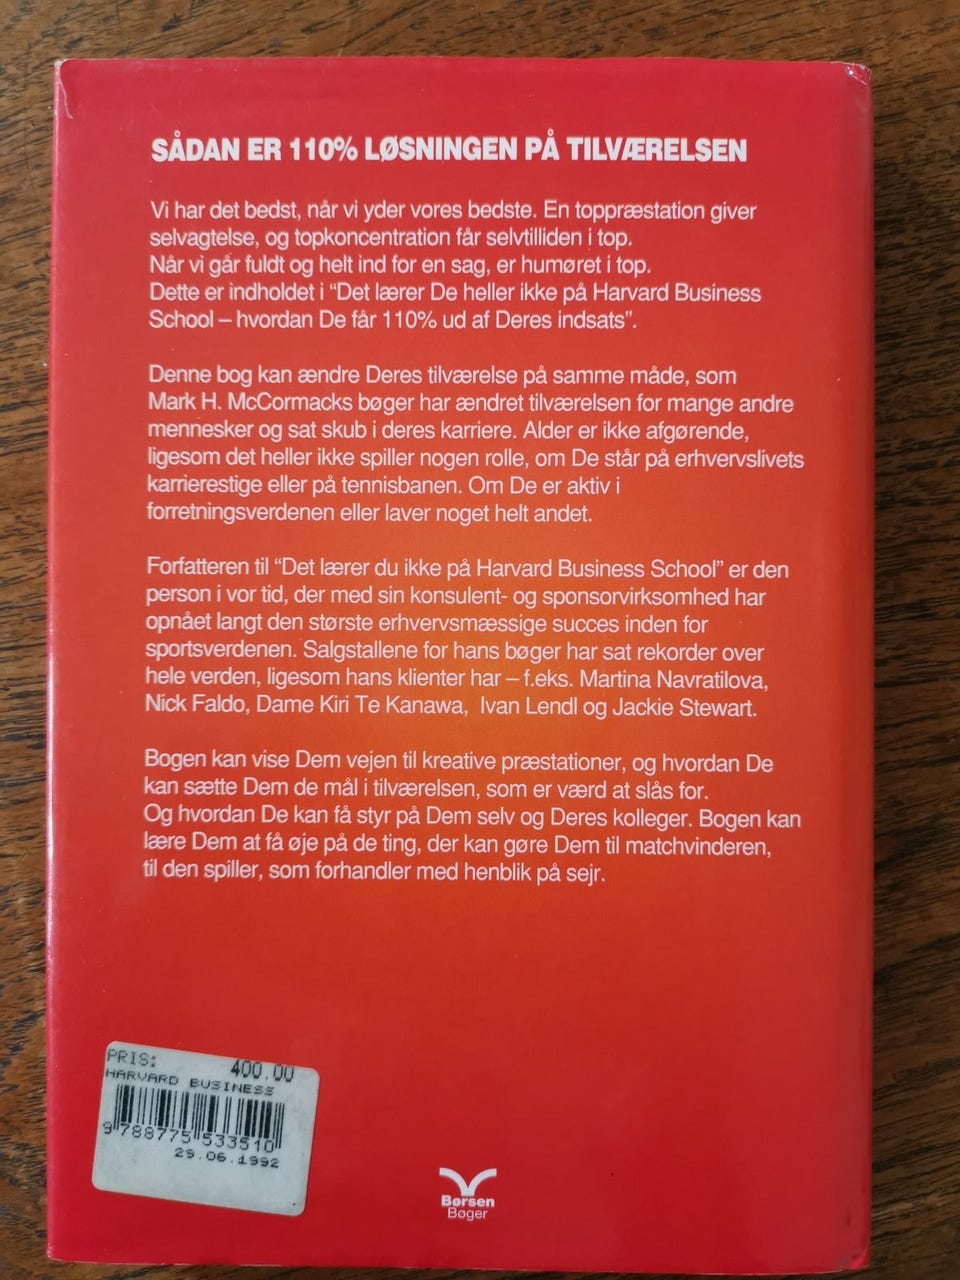 SÅDAN ER 110% LØSNINGEN PÅ TILVÆRELSEN
Vi har det bedst, når vi yder vores bedste. En toppræstation giver
selvagtelse, og topkoncentration får selvtilliden i top.
Når vi går fuldt og helt ind for en sag, er humøret i top.
Dette er indholdet i “Det lærer De heller ikke på Harvard Business
School – hvordan De får 110% ud af Deres indsats”.
Denne bog kan ændre Deres tilværelse på samme måde, som
Mark H. McCormacks bøger har ændret tilværelsen for mange andre
mennesker og sat skub i deres karriere. Alder er ikke afgørende,
ligesom det heller ikke spiller nogen rolle, om De står på erhvervslivets
karrierestige eller på tennisbanen. Om De er aktiv i
forretningsverdenen eller laver noget helt andet.
Forfatteren til “Det lærer du ikke på Harvard Business School” er den
person i vor tid, der med sin konsulent- og sponsorvirksomhed har
opnået langt den største erhvervsmæssige succes inden for
sportsverdenen. Salgstallene for hans bøger har sat rekorder over
hele verden, ligesom hans klienter har – f.eks. Martina Navratilova,
Nick Faldo, Dame Kiri Te Kanawa, Ivan Lendl og Jackie Stewart.
Bogen kan vise Dem vejen til kreative præstationer, og hvordan De
kan sætte Dem de mål i tilværelsen, som er værd at slås for.
Og hvordan De kan få styr på Dem selv og Deres kolleger. Bogen kan
lære Dem at få øje på de ting, der kan gøre Dem til matchvinderen,
til den spiller, som forhandler med henblik på sejr.
PRIS: 400.00
HARVARD BUSINESS
9 788775 533510
29.06.1992
Børsen
Bøger